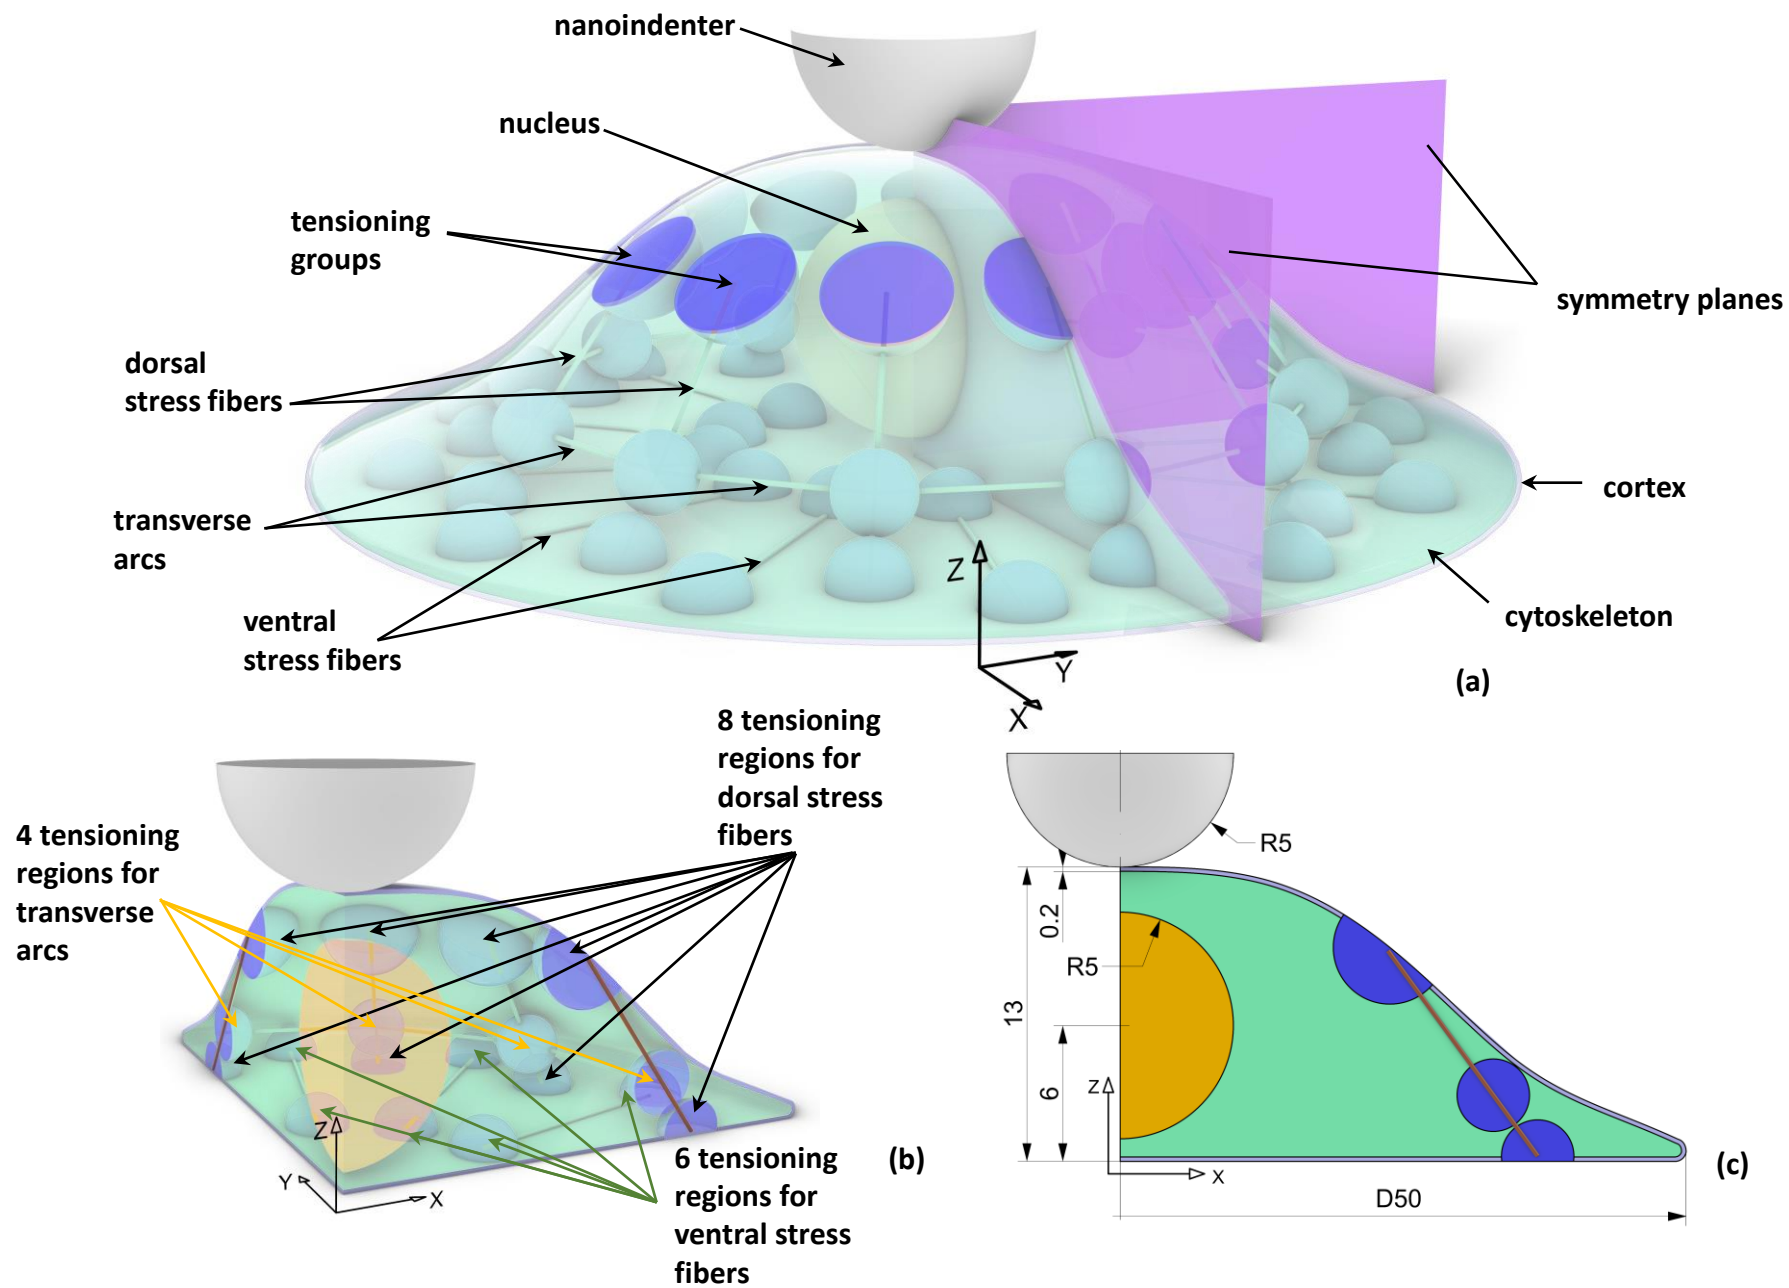 nanoindenter
nucleus
tensioning
groups
dorsal
stress fibers
transverse
arcs
ventral
stress fibers
symmetry planes
cortex
cytoskeleton
Z
Y
X
(a)
8 tensioning
regions for
dorsal stress
fibers
4 tensioning
regions for
transverse
arcs
Z
Y
X
6 tensioning
regions for
ventral stress
fibers
(b)
R5
0.2
R5
13
6
Z
X
D50
(c)